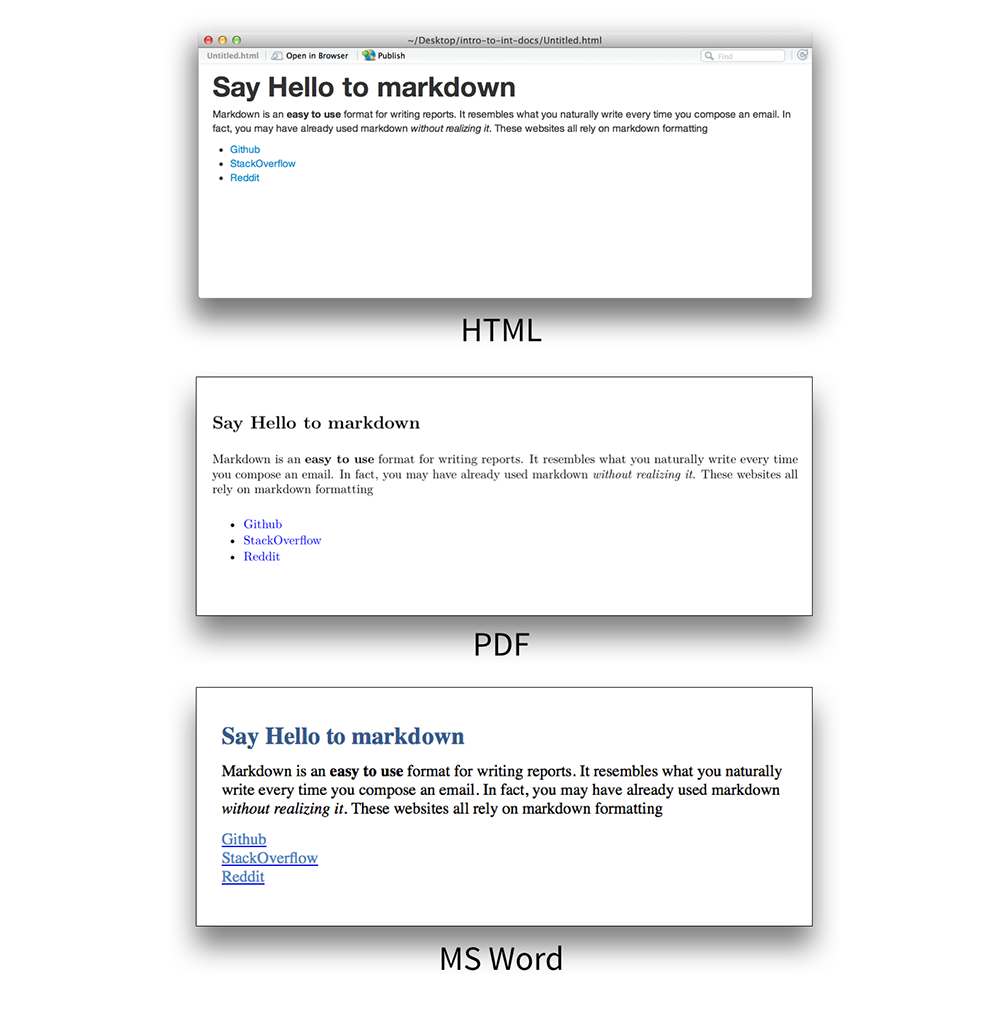 ~/Desktop/intro-to-int-docs/Untitled.html
Untitled.html Open in Browser Publish Find
Say Hello to markdown
Markdown is an easy to use format for writing reports. It resembles what you naturally write every time you compose an email. In
fact, you may have already used markdown without realizing it. These websites all rely on markdown formatting
• Github
• StackOverflow
• Reddit
HTML
Say Hello to markdown
Markdown is an easy to use format for writing reports. It resembles what you naturally write every time
you compose an email. In fact, you may have already used markdown without realizing it. These websites all
rely on markdown formatting
• Github
• StackOverflow
• Reddit
PDF
Say Hello to markdown
Markdown is an easy to use format for writing reports. It resembles what you naturally
write every time you compose an email. In fact, you may have already used markdown
without realizing it. These websites all rely on markdown formatting
Github
StackOverflow
Reddit
MS Word